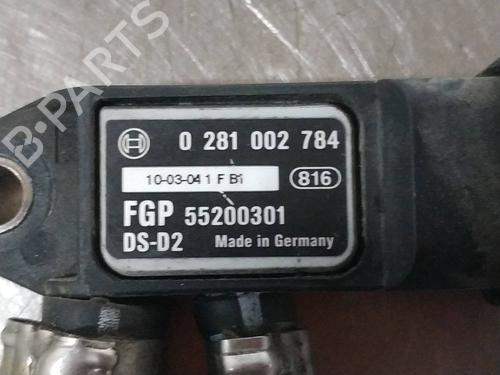 B-PARTS
0 281 002 784
10-03-04 1 F B1
816
FGP 55200301
DS-D2 Made in Germany